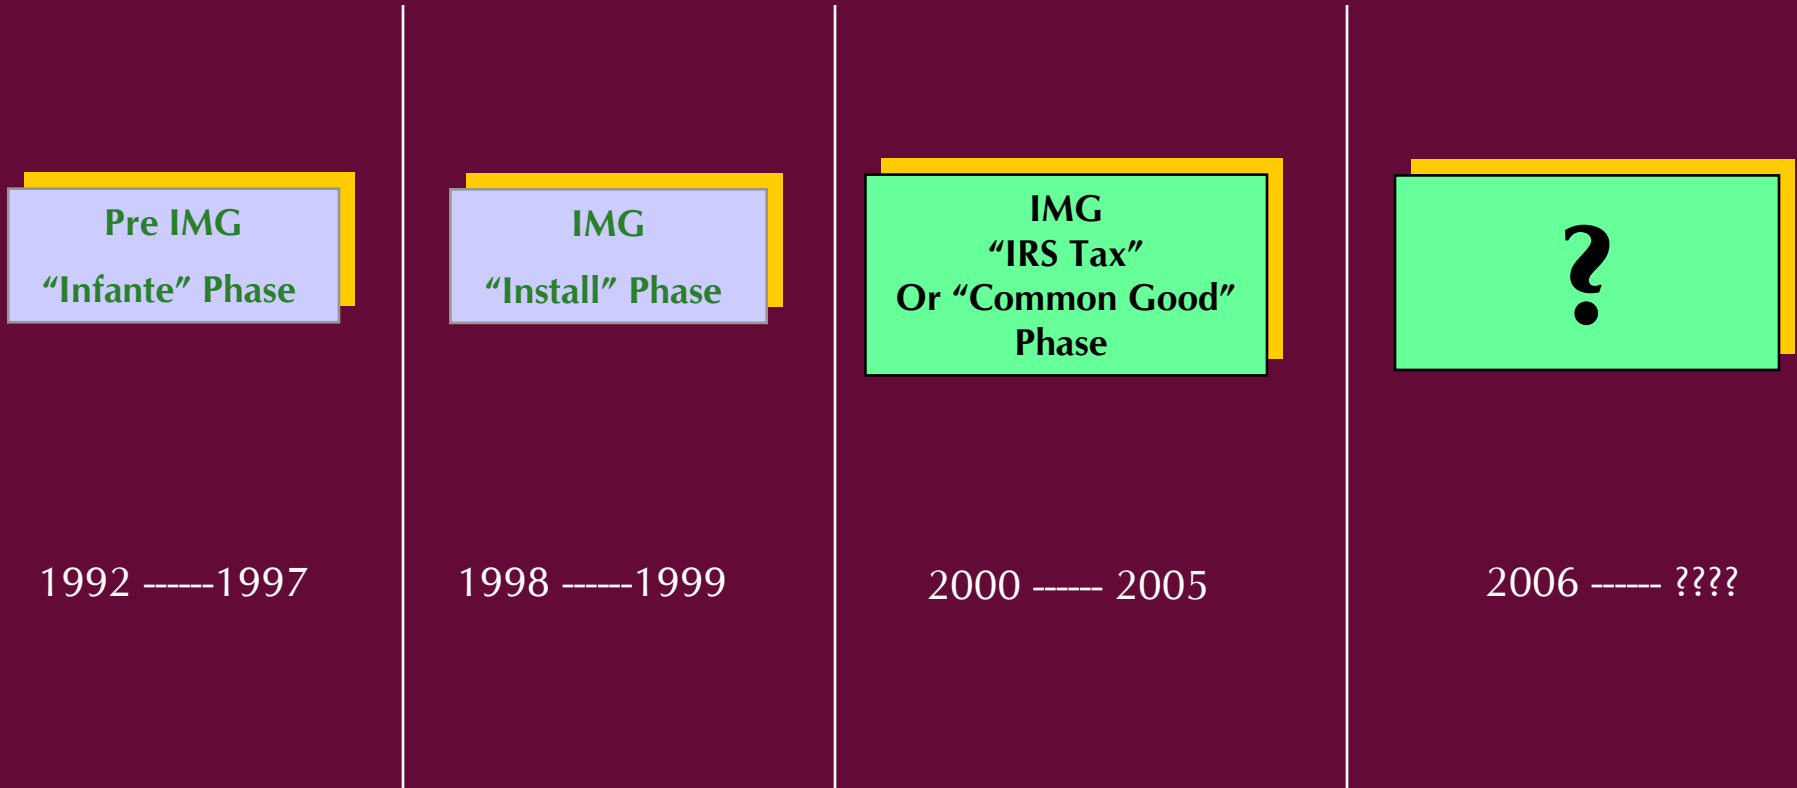 Pre IMG
“Infante” Phase
IMG
“Install” Phase
IMG
“IRS Tax”
Or “Common Good”
Phase
?
1992 ------1997
1998 ------1999
2000 ------ 2005
2006 ------ ????